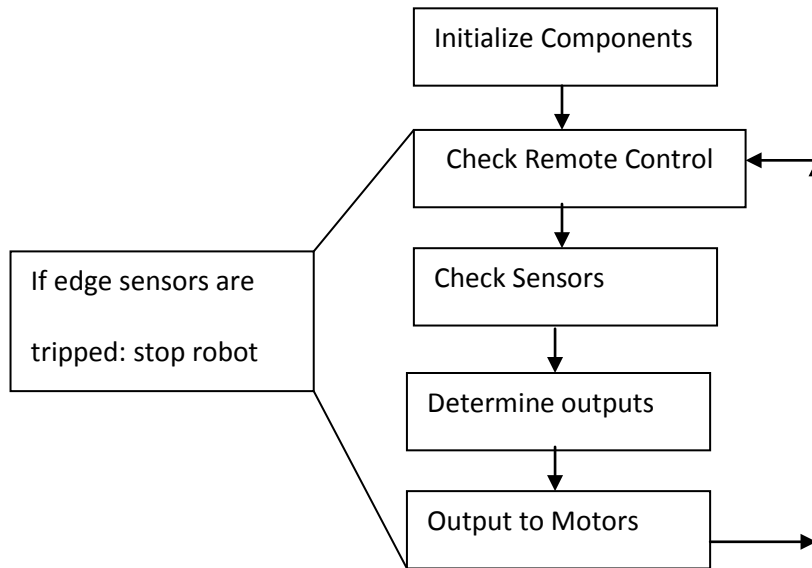 Initialize Components
Check Remote Control
If edge sensors are
tripped: stop robot
Check Sensors
Determine outputs
Output to Motors